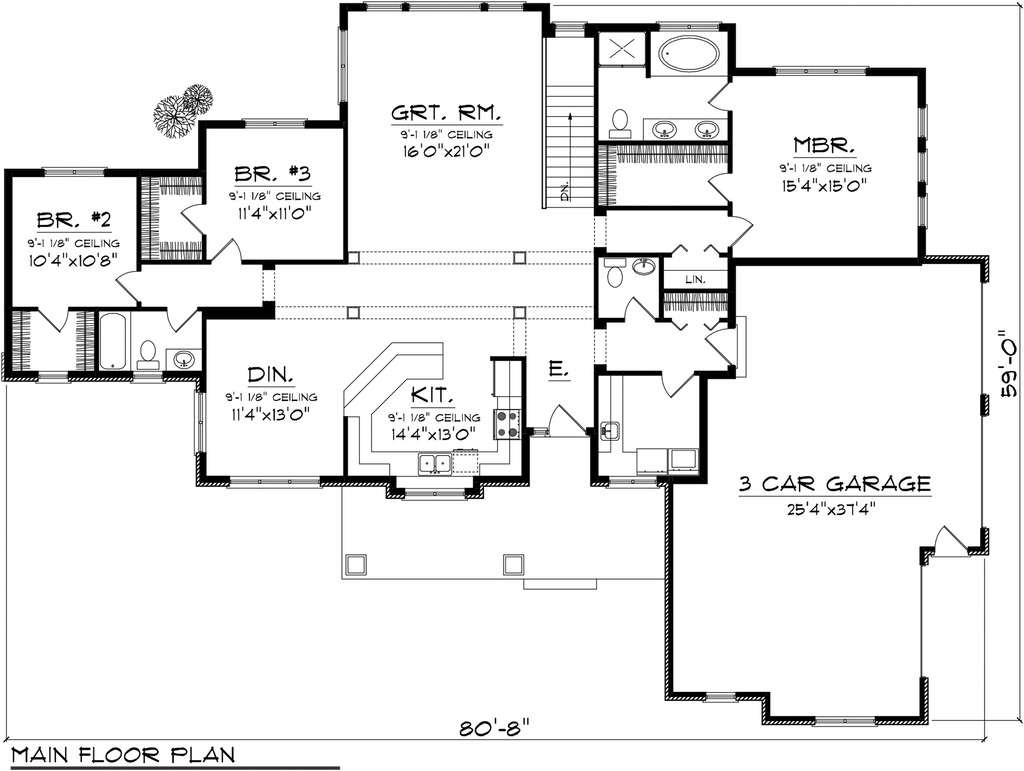 GRT. RM.
9'-1 1/8" CEILING
16'0"x21'0"
MBR.
9'-1 1/8" CEILING
15'4"x15'0"
BR. #3
9'-1 1/8" CEILING
11'4"x11'0"
BR. #2
9'-1 1/8" CEILING
10'4"x10'8"
DN.
LIN.
DIN.
9'-1 1/8" CEILING
11'4"x13'0"
KIT.
9'-1 1/8" CEILING
14'4"x13'0"
E.
3 CAR GARAGE
25'4"x37'4"
59'-0"
80'-8"
MAIN FLOOR PLAN